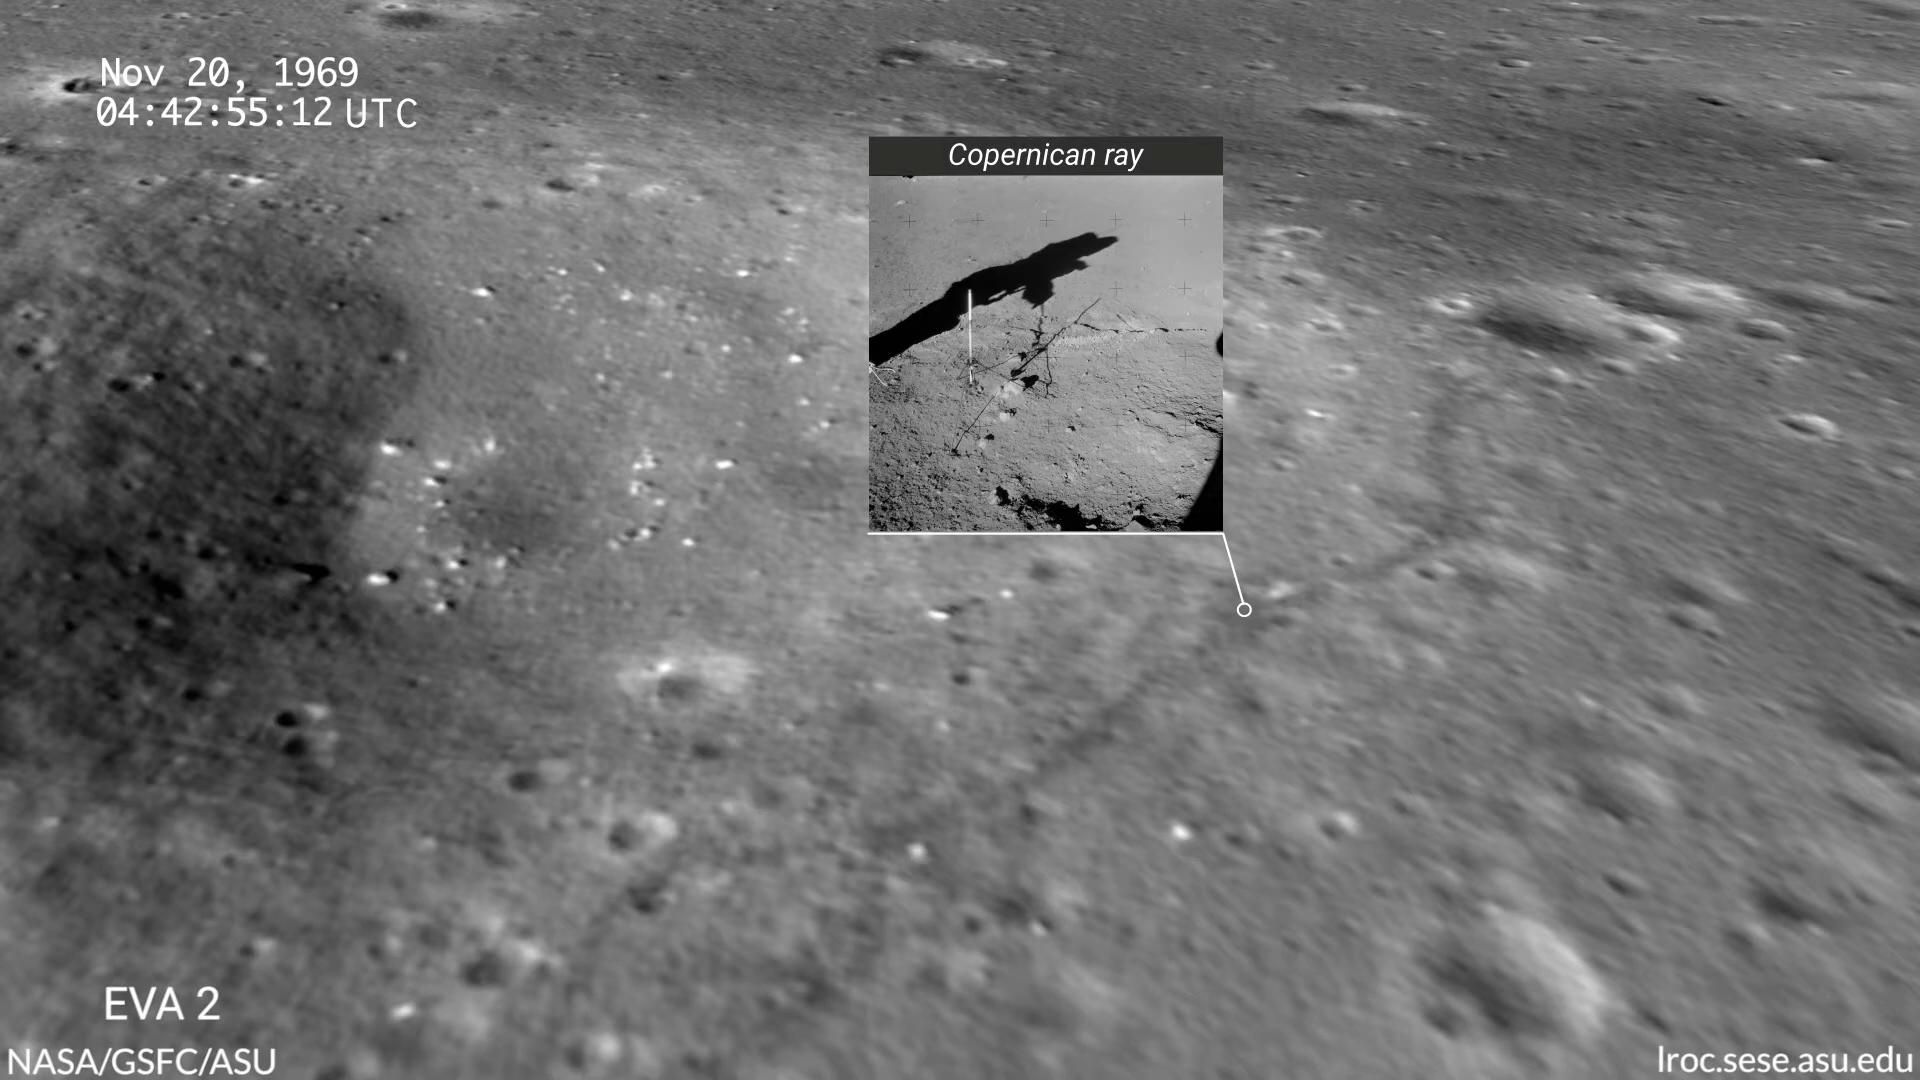 Nov 20, 1969
04:42:55:12 UTC
Copernican ray
EVA 2
NASA/GSFC/ASU
lroc.sese.asu.edu